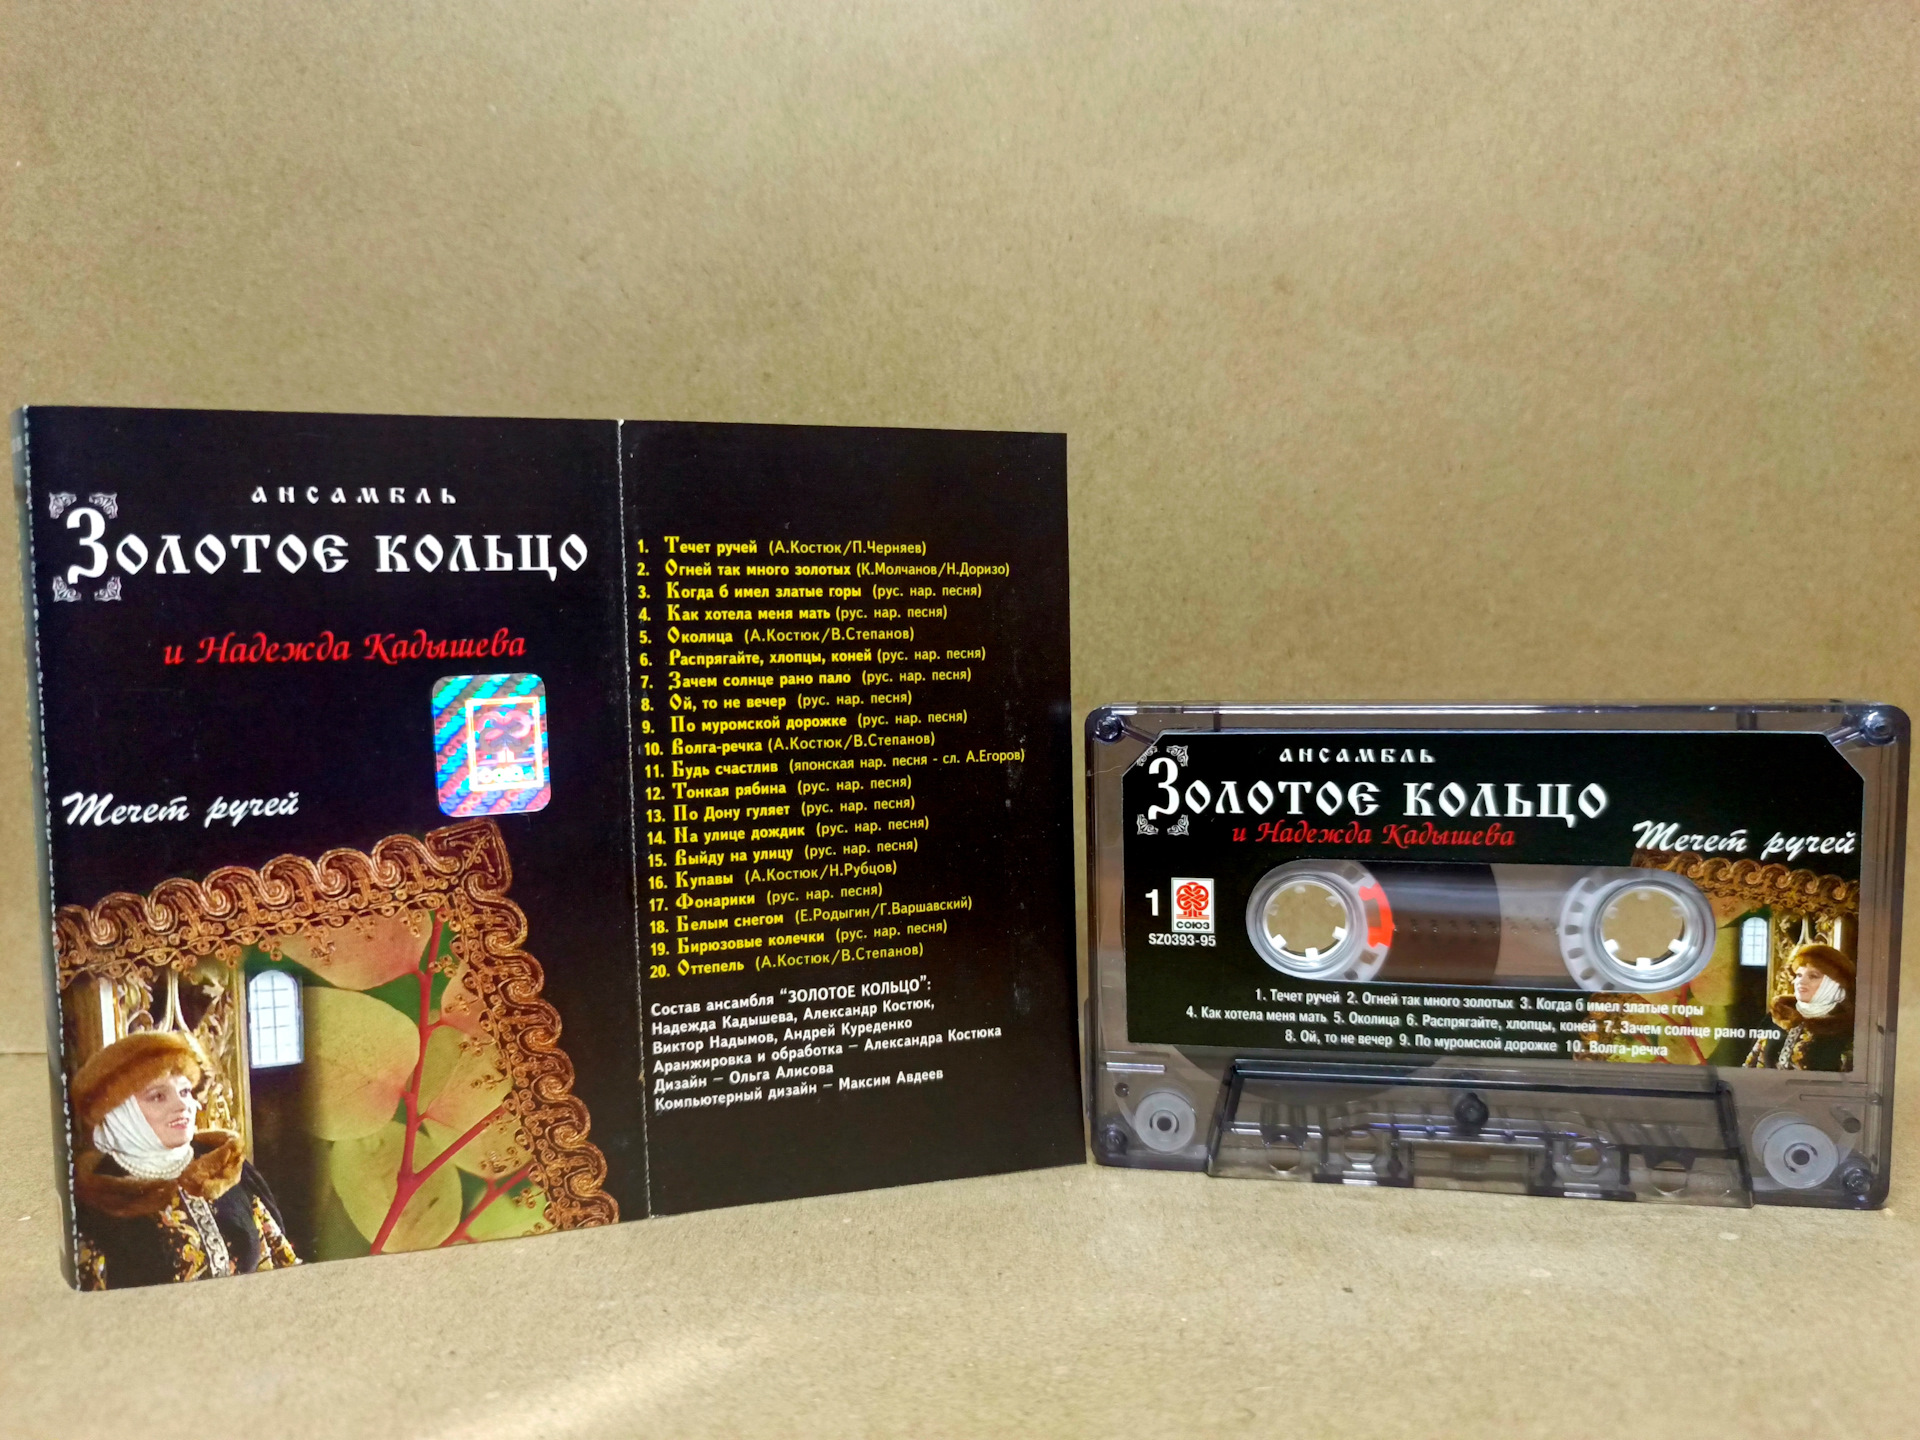 АНСАМБЛЬ
ЗОЛОТОЕ КОЛЬЦО
и Надежда Кадышева
СОЮЗ
Течет ручей
1. Течет ручей (А.Костюк/П.Черняев)
2. Огней так много золотых (К.Молчанов/Н.Доризо)
3. Когда б имел златые горы (рус. нар. песня)
4. Как хотела меня мать (рус. нар. песня)
5. Околица (А.Костюк/В.Степанов)
6. Распрягайте, хлопцы, коней (рус. нар. песня)
7. Зачем солнце рано пало (рус. нар. песня)
8. Ой, то не вечер (рус. нар. песня)
9. По муромской дорожке (рус. нар. песня)
10. Волга-речка (А.Костюк/В.Степанов)
11. Будь счастлив (японская нар. песня - сл. А.Егоров)
12. Тонкая рябина (рус. нар. песня)
13. По Дону гуляет (рус. нар. песня)
14. На улице дождик (рус. нар. песня)
15. Выйду на улицу (рус. нар. песня)
16. Купавы (А.Костюк/Н.Рубцов)
17. Фонарики (рус. нар. песня)
18. Белым снегом (Е.Родыгин/Г.Варшавский)
19. Бирюзовые колечки (рус. нар. песня)
20. Оттепель (А.Костюк/В.Степанов)
Состав ансамбля "ЗОЛОТОЕ КОЛЬЦО":
Надежда Кадышева, Александр Костюк,
Виктор Надымов, Андрей Куреденко
Аранжировка и обработка – Александра Костюка
Дизайн – Ольга Алисова
Компьютерный дизайн – Максим Авдеев
АНСАМБЛЬ
ЗОЛОТОЕ КОЛЬЦО
и Надежда Кадышева
Течет ручей
1
СОЮЗ
SZ0393-95
1. Течет ручей 2. Огней так много золотых 3. Когда б имел златые горы
4. Как хотела меня мать 5. Околица 6. Распрягайте, хлопцы, коней 7. Зачем солнце рано пало
8. Ой, то не вечер 9. По муромской дорожке 10. Волга-речка